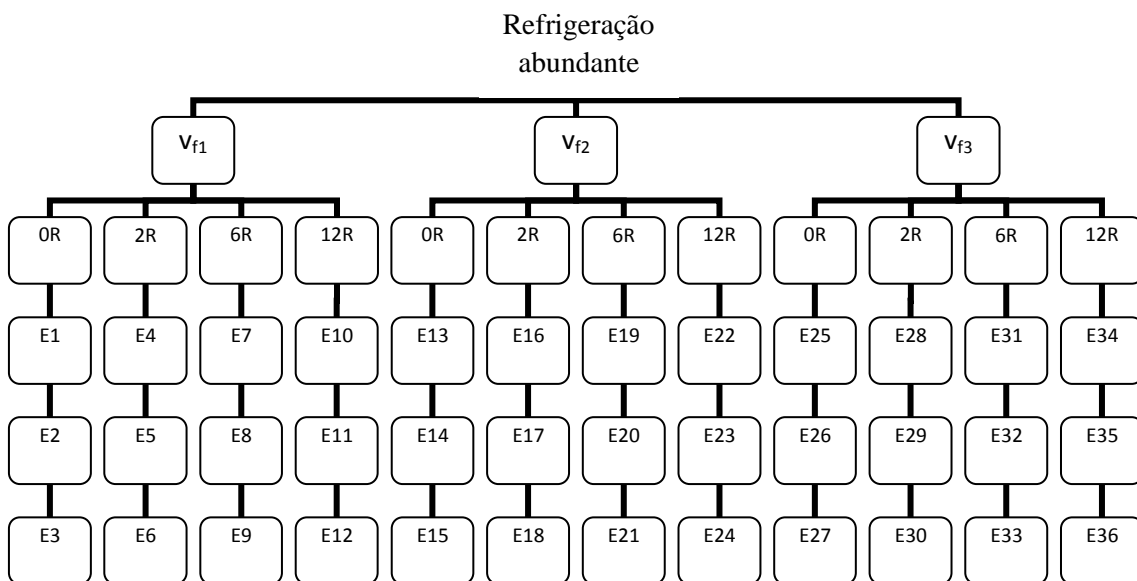 Refrigeração
abundante
Vf1 Vf2 Vf3
0R 2R 6R 12R 0R 2R 6R 12R 0R 2R 6R 12R
E1 E4 E7 E10 E13 E16 E19 E22 E25 E28 E31 E34
E2 E5 E8 E11 E14 E17 E20 E23 E26 E29 E32 E35
E3 E6 E9 E12 E15 E18 E21 E24 E27 E30 E33 E36